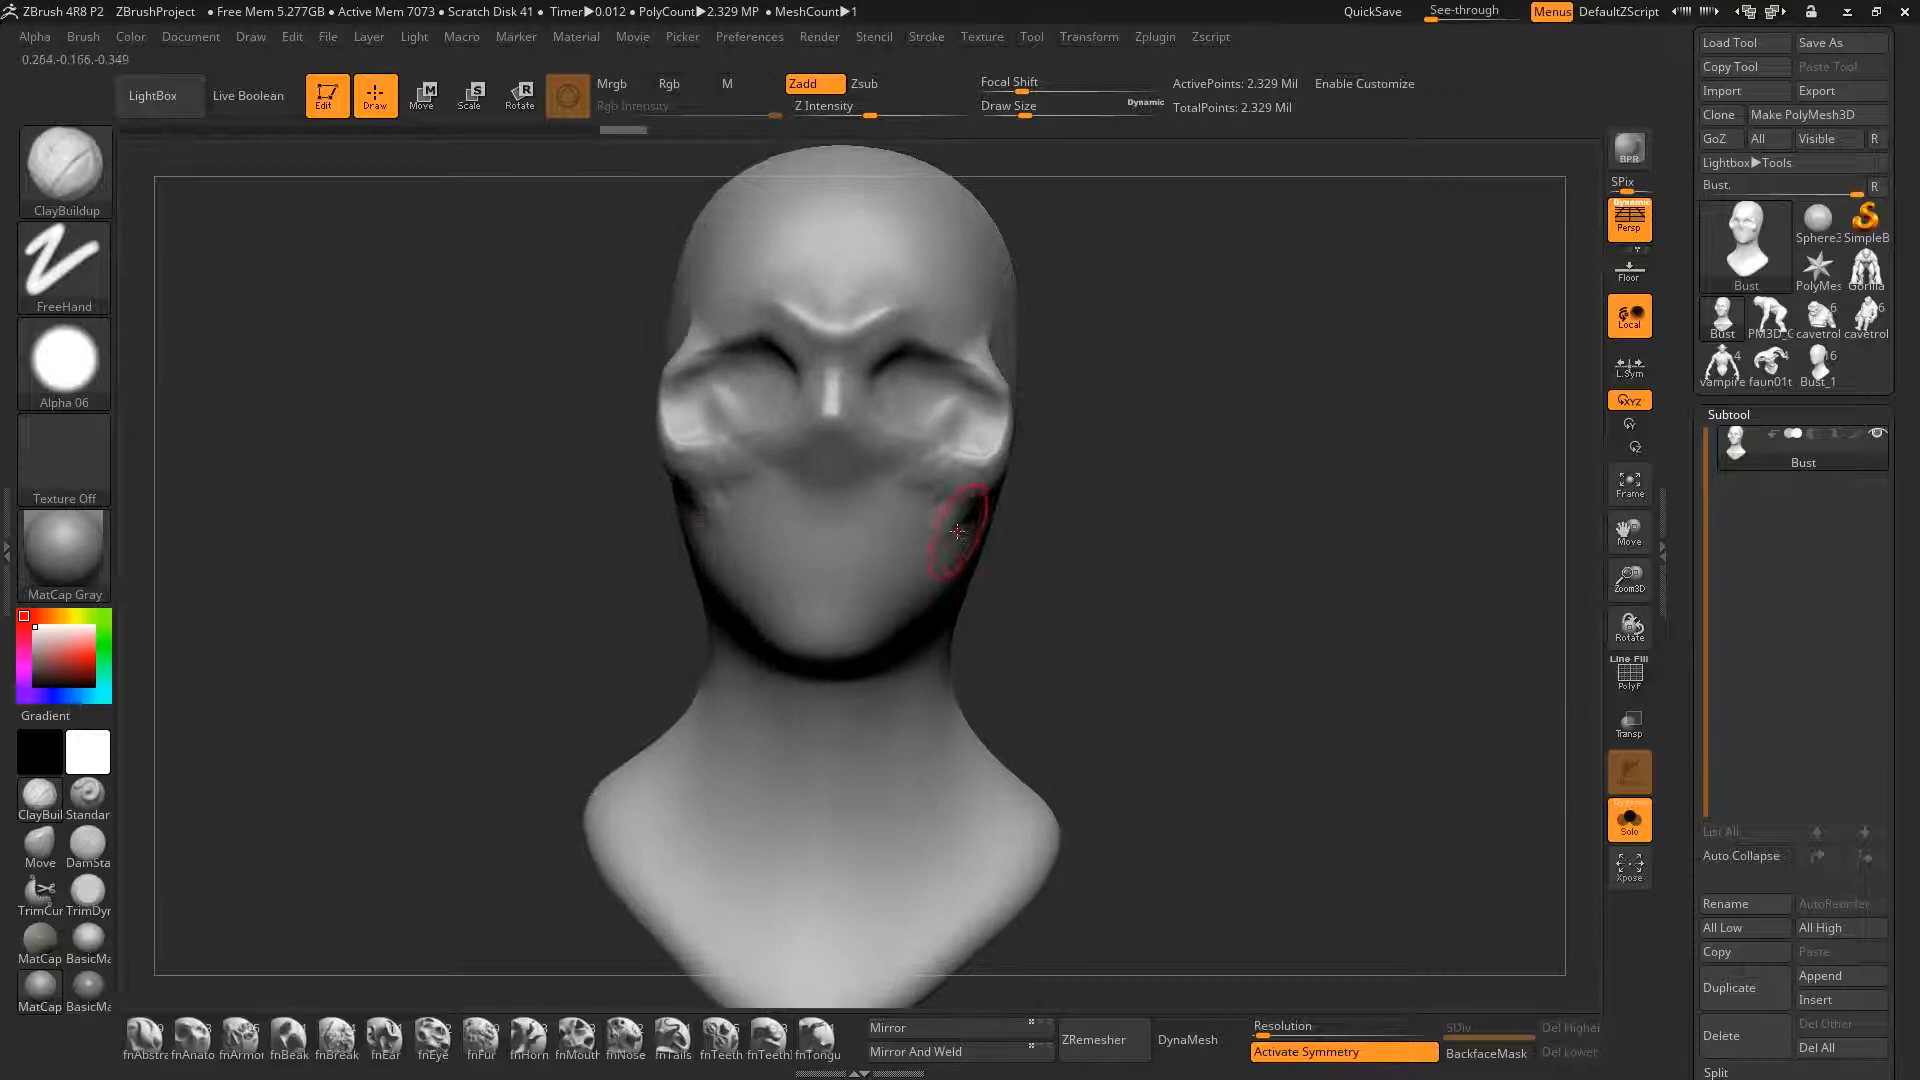 ZBrush 4R8 P2 ZBrushProject • Free Mem 5.277GB • Active Mem 7073 • Scratch Disk 41 • Timer▶0.012 • PolyCount▶2.329 MP • MeshCount▶1 QuickSave See-through Menus DefaultZScript
Alpha Brush Color Document Draw Edit File Layer Light Macro Marker Material Movie Picker Preferences Render Stencil Stroke Texture Tool Transform Zplugin Zscript
0.264,-0.166,-0.349
LightBox Live Boolean Edit Draw Move Scale Rotate
Mrgb Rgb M Zadd Zsub
Rgb Intensity Z Intensity
Focal Shift
Draw Size Dynamic
ActivePoints: 2.329 Mil Enable Customize
TotalPoints: 2.329 Mil
ClayBuildup
FreeHand
Alpha 06
Texture Off
MatCap Gray
Gradient
ClayBuil Standar
Move DamSta
TrimCur TrimDyr
MatCap BasicMa
MatCap BasicMa
BPR
SPix
Dynamic
Persp
Floor
Local
L.Sym
XYZ
Y
Z
Frame
Move
Zoom3D
Rotate
Line Fill
PolyF
Transp
Dynamic
Solo
Xpose
Load Tool Save As
Copy Tool Paste Tool
Import Export
Clone Make PolyMesh3D
GoZ All Visible R
Lightbox▶Tools
Bust. R
Sphere3 SimpleB
Bust PolyMes Gorilla
6 6
Bust PM3D_C cavetrol cavetrol
4 4 16
vampire faun01t Bust_1
Subtool
Bust
List All
Auto Collapse
Rename AutoReorder
All Low All High
Copy Paste
Duplicate Append
Insert
Delete Del Other
Del All
Split
fnAbstra fnAnato fnArmor fnBeak fnBreak fnEar fnEye fnFur fnHorn fnMouth fnNose fnTails fnTeeth fnTeeth fnTongu
Mirror
Mirror And Weld
ZRemesher DynaMesh
Resolution
Activate Symmetry
SDiv
BackfaceMask
Del Higher
Del Lower